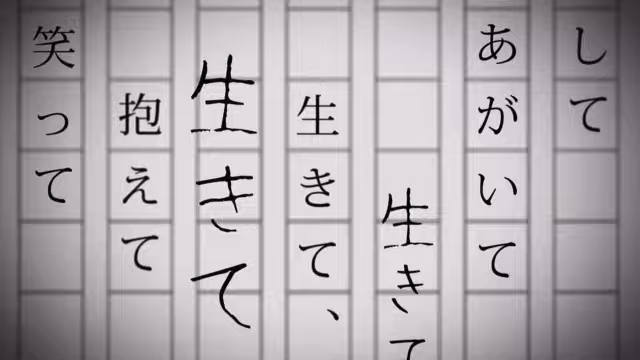 して
あがいて
生きて
生きて、
生きて
抱えて
笑って